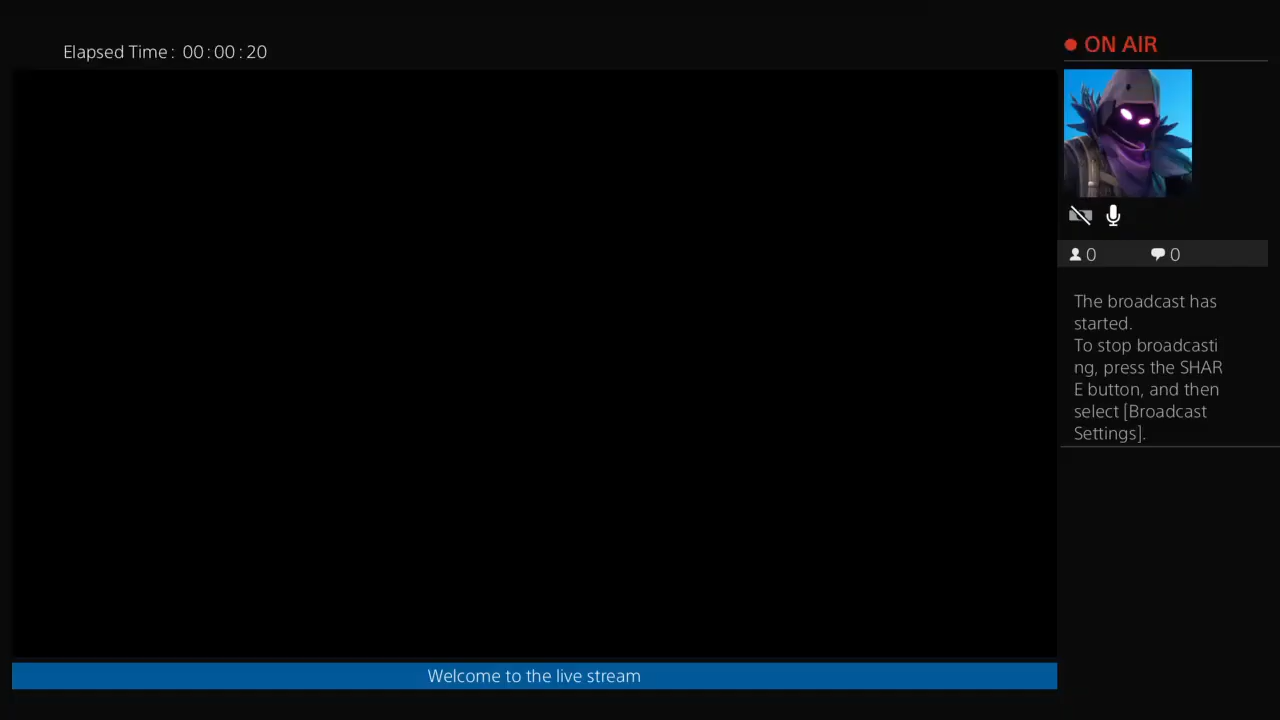 Elapsed Time: 00:00:20
ON AIR
0 0
The broadcast has
started.
To stop broadcasti
ng, press the SHAR
E button, and then
select [Broadcast
Settings].
Welcome to the live stream